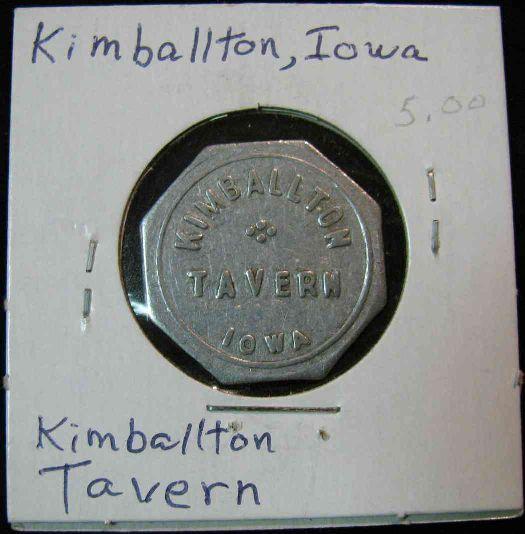 Kimballton, Iowa
5.00
KIMBALLTON
TAVERN
IOWA
Kimballton
Tavern